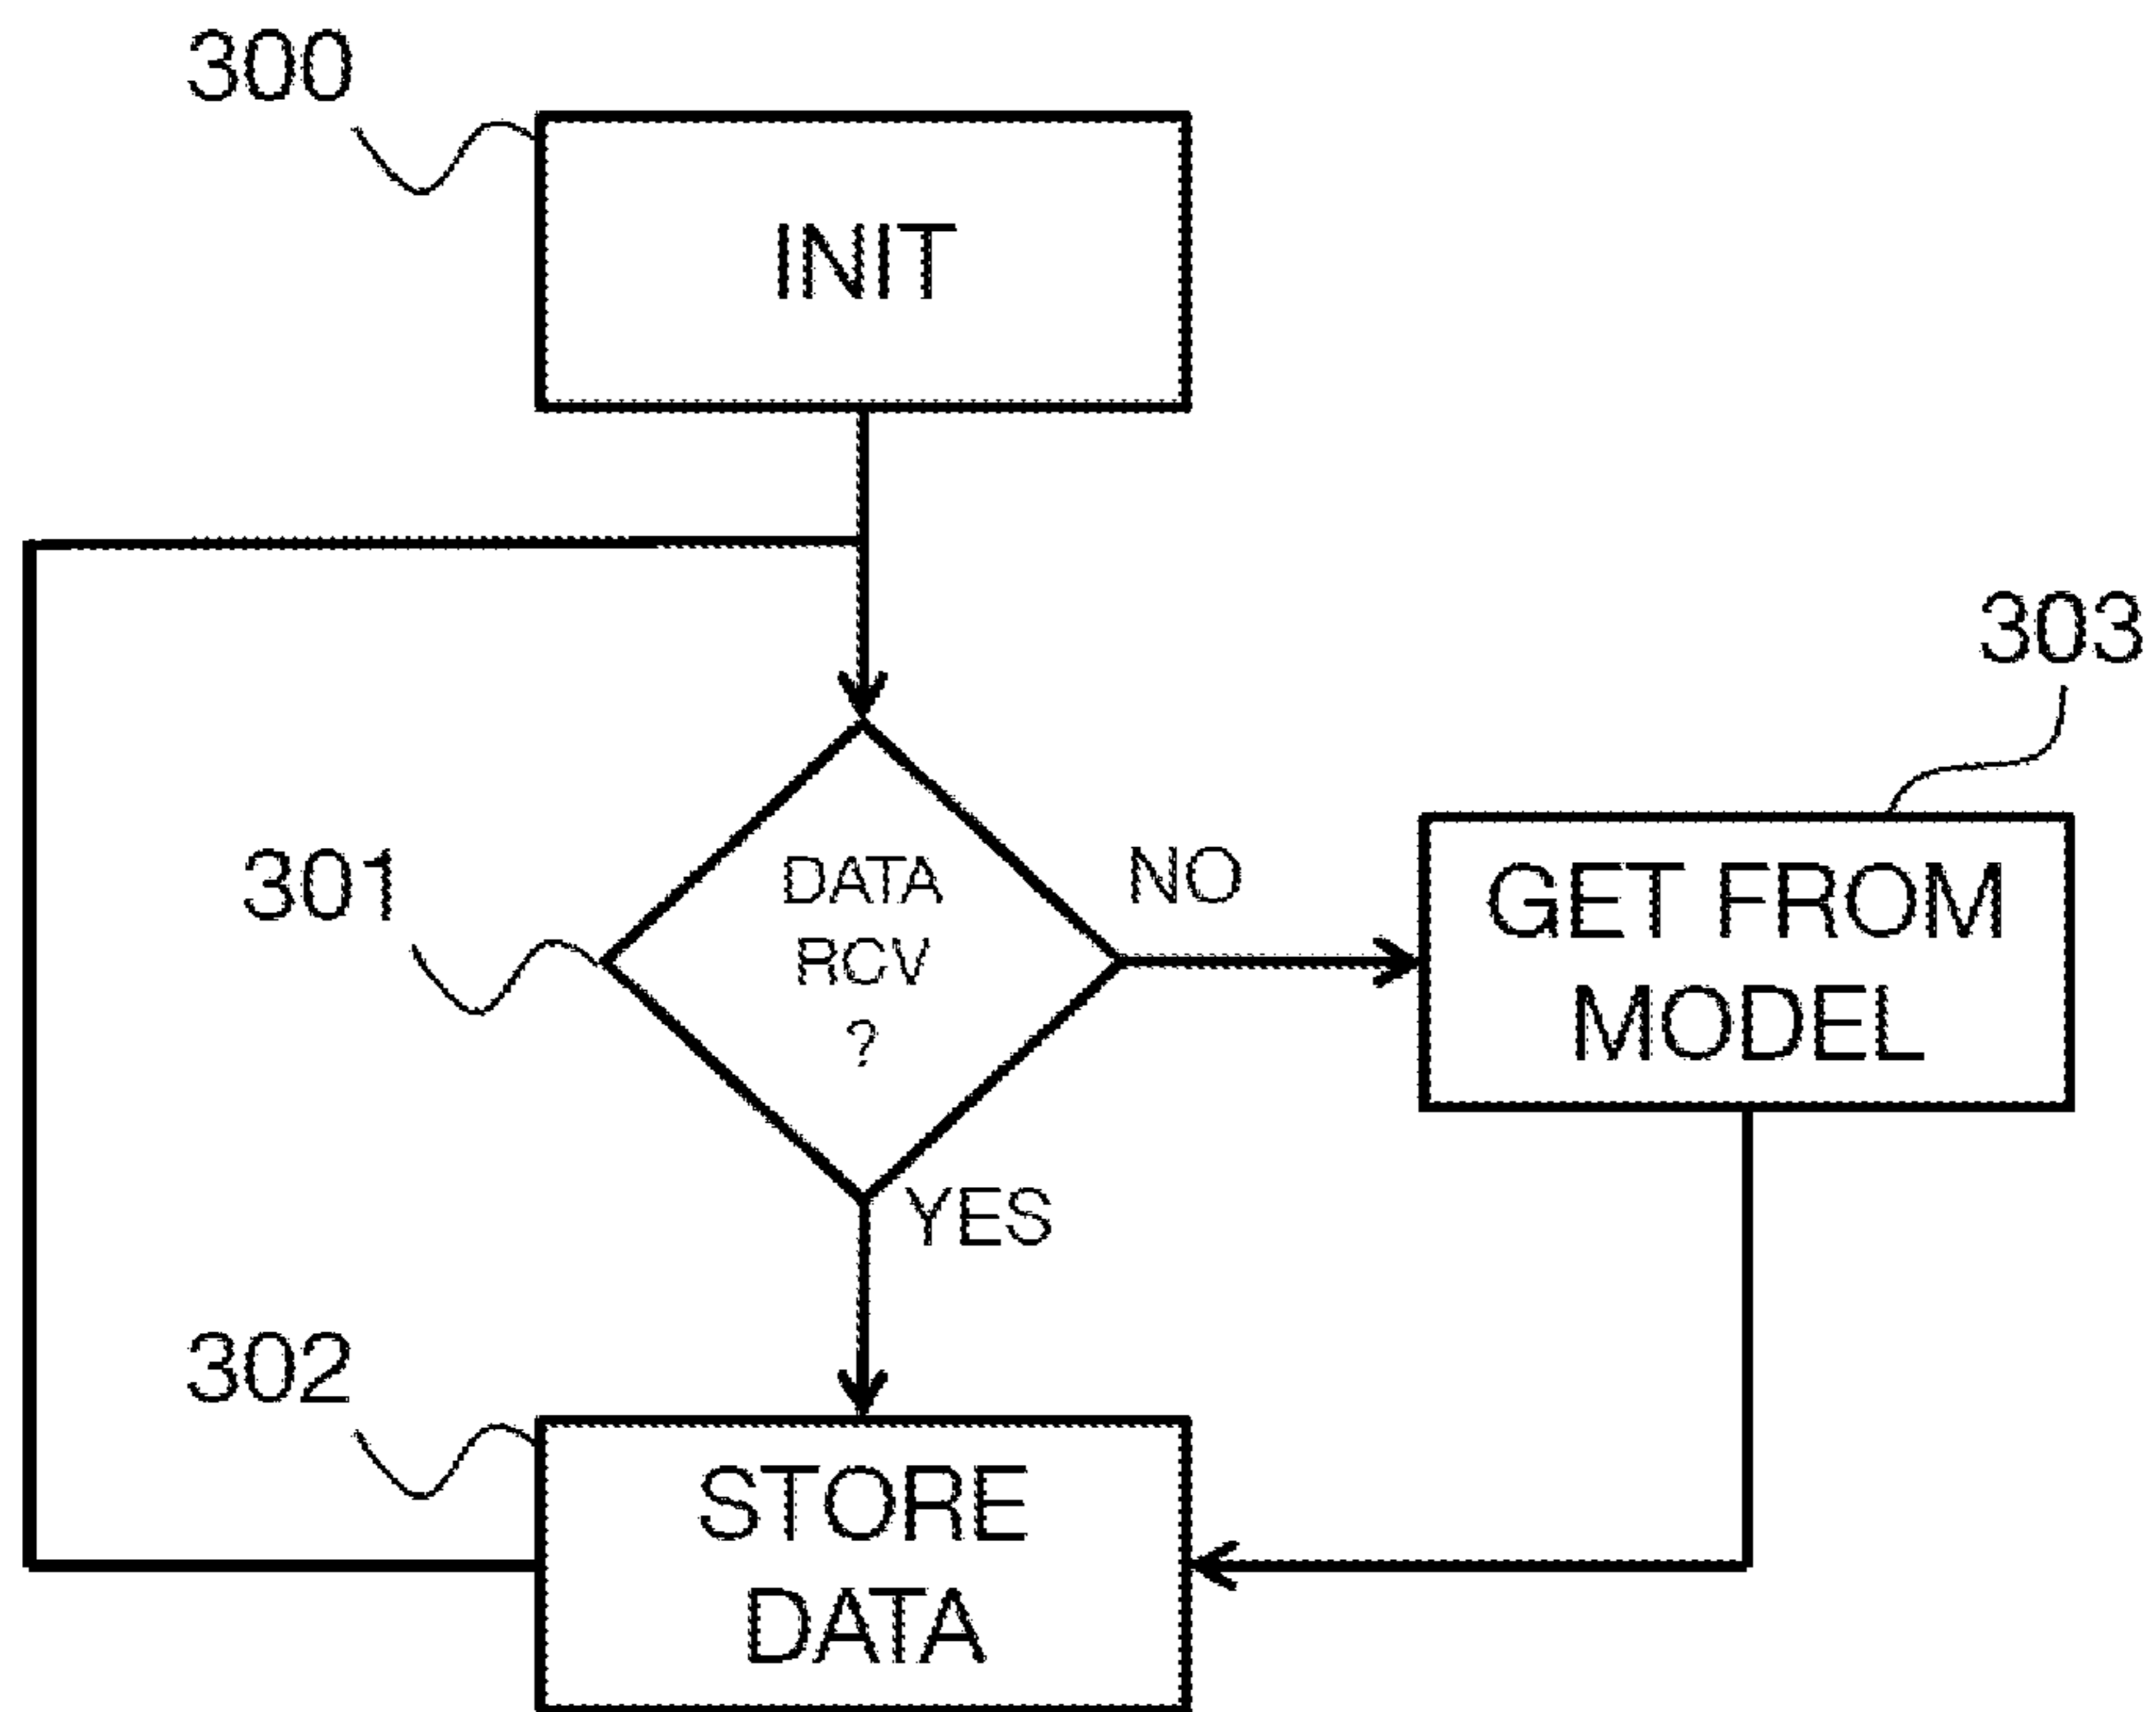 300
INIT
303
301
DATA
RCV
?
NO
GET FROM
MODEL
YES
302
STORE
DATA